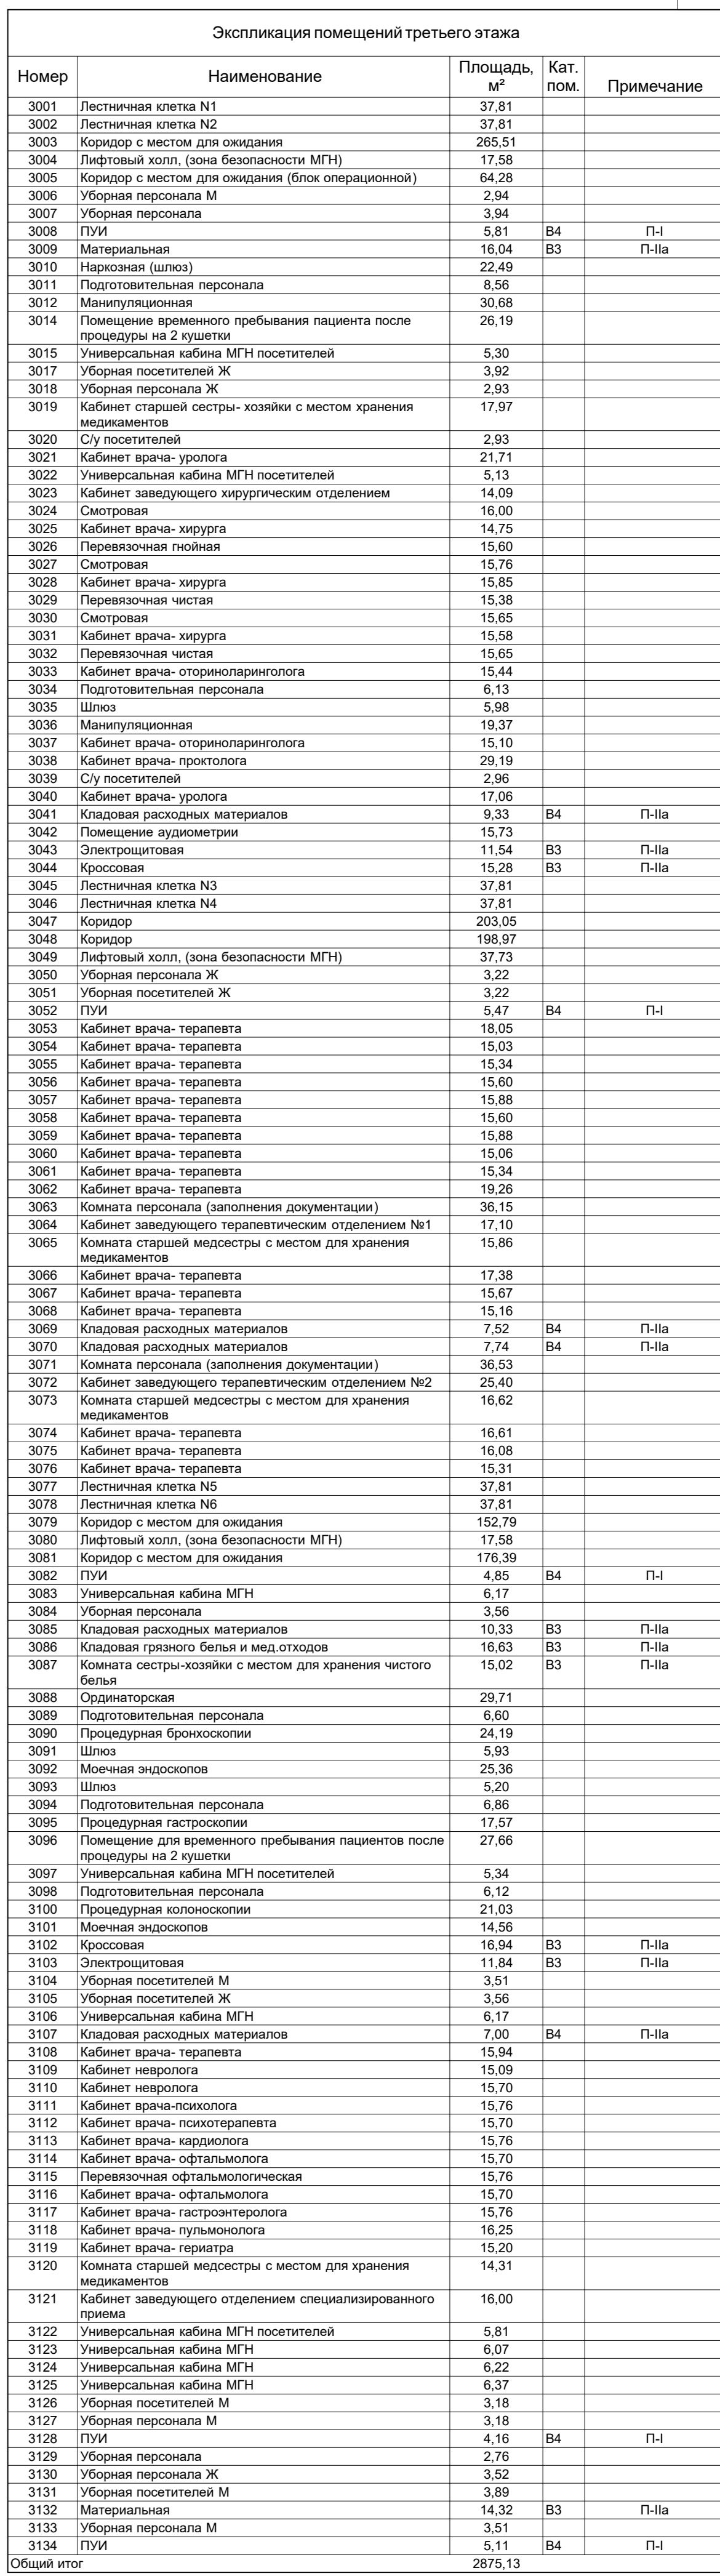 Экспликация помещений третьего этажа
Номер Наименование Площадь, м² Кат. пом. Примечание
3001 Лестничная клетка N1 37,81
3002 Лестничная клетка N2 37,81
3003 Коридор с местом для ожидания 265,51
3004 Лифтовый холл, (зона безопасности МГН) 17,58
3005 Коридор с местом для ожидания (блок операционной) 64,28
3006 Уборная персонала М 2,94
3007 Уборная персонала 3,94
3008 ПУИ 5,81 В4 П-I
3009 Материальная 16,04 В3 П-IIа
3010 Наркозная (шлюз) 22,49
3011 Подготовительная персонала 8,56
3012 Манипуляционная 30,68
3014 Помещение временного пребывания пациента после 26,19
процедуры на 2 кушетки
3015 Универсальная кабина МГН посетителей 5,30
3017 Уборная посетителей Ж 3,92
3018 Уборная персонала Ж 2,93
3019 Кабинет старшей сестры- хозяйки с местом хранения 17,97
медикаментов
3020 С/у посетителей 2,93
3021 Кабинет врача- уролога 21,71
3022 Универсальная кабина МГН посетителей 5,13
3023 Кабинет заведующего хирургическим отделением 14,09
3024 Смотровая 16,00
3025 Кабинет врача- хирурга 14,75
3026 Перевязочная гнойная 15,60
3027 Смотровая 15,76
3028 Кабинет врача- хирурга 15,85
3029 Перевязочная чистая 15,38
3030 Смотровая 15,65
3031 Кабинет врача- хирурга 15,58
3032 Перевязочная чистая 15,65
3033 Кабинет врача- оториноларинголога 15,44
3034 Подготовительная персонала 6,13
3035 Шлюз 5,98
3036 Манипуляционная 19,37
3037 Кабинет врача- оториноларинголога 15,10
3038 Кабинет врача- проктолога 29,19
3039 С/у посетителей 2,96
3040 Кабинет врача- уролога 17,06
3041 Кладовая расходных материалов 9,33 В4 П-IIа
3042 Помещение аудиометрии 15,73
3043 Электрощитовая 11,54 В3 П-IIа
3044 Кроссовая 15,28 В3 П-IIа
3045 Лестничная клетка N3 37,81
3046 Лестничная клетка N4 37,81
3047 Коридор 203,05
3048 Коридор 198,97
3049 Лифтовый холл, (зона безопасности МГН) 37,73
3050 Уборная персонала Ж 3,22
3051 Уборная посетителей Ж 3,22
3052 ПУИ 5,47 В4 П-I
3053 Кабинет врача- терапевта 18,05
3054 Кабинет врача- терапевта 15,03
3055 Кабинет врача- терапевта 15,34
3056 Кабинет врача- терапевта 15,60
3057 Кабинет врача- терапевта 15,88
3058 Кабинет врача- терапевта 15,60
3059 Кабинет врача- терапевта 15,88
3060 Кабинет врача- терапевта 15,06
3061 Кабинет врача- терапевта 15,34
3062 Кабинет врача- терапевта 19,26
3063 Комната персонала (заполнения документации) 36,15
3064 Кабинет заведующего терапевтическим отделением №1 17,10
3065 Комната старшей медсестры с местом для хранения 15,86
медикаментов
3066 Кабинет врача- терапевта 17,38
3067 Кабинет врача- терапевта 15,67
3068 Кабинет врача- терапевта 15,16
3069 Кладовая расходных материалов 7,52 В4 П-IIа
3070 Кладовая расходных материалов 7,74 В4 П-IIа
3071 Комната персонала (заполнения документации) 36,53
3072 Кабинет заведующего терапевтическим отделением №2 25,40
3073 Комната старшей медсестры с местом для хранения 16,62
медикаментов
3074 Кабинет врача- терапевта 16,61
3075 Кабинет врача- терапевта 16,08
3076 Кабинет врача- терапевта 15,31
3077 Лестничная клетка N5 37,81
3078 Лестничная клетка N6 37,81
3079 Коридор с местом для ожидания 152,79
3080 Лифтовый холл, (зона безопасности МГН) 17,58
3081 Коридор с местом для ожидания 176,39
3082 ПУИ 4,85 В4 П-I
3083 Универсальная кабина МГН 6,17
3084 Уборная персонала 3,56
3085 Кладовая расходных материалов 10,33 В3 П-IIа
3086 Кладовая грязного белья и мед.отходов 16,63 В3 П-IIа
3087 Комната сестры-хозяйки с местом для хранения чистого 15,02 В3 П-IIа
белья
3088 Ординаторская 29,71
3089 Подготовительная персонала 6,60
3090 Процедурная бронхоскопии 24,19
3091 Шлюз 5,93
3092 Моечная эндоскопов 25,36
3093 Шлюз 5,20
3094 Подготовительная персонала 6,86
3095 Процедурная гастроскопии 17,57
3096 Помещение для временного пребывания пациентов после 27,66
процедуры на 2 кушетки
3097 Универсальная кабина МГН посетителей 5,34
3098 Подготовительная персонала 6,12
3100 Процедурная колоноскопии 21,03
3101 Моечная эндоскопов 14,56
3102 Кроссовая 16,94 В3 П-IIа
3103 Электрощитовая 11,84 В3 П-IIа
3104 Уборная посетителей М 3,51
3105 Уборная посетителей Ж 3,56
3106 Универсальная кабина МГН 6,17
3107 Кладовая расходных материалов 7,00 В4 П-IIа
3108 Кабинет врача- терапевта 15,94
3109 Кабинет невролога 15,09
3110 Кабинет невролога 15,70
3111 Кабинет врача-психолога 15,76
3112 Кабинет врача- психотерапевта 15,70
3113 Кабинет врача- кардиолога 15,76
3114 Кабинет врача- офтальмолога 15,70
3115 Перевязочная офтальмологическая 15,76
3116 Кабинет врача- офтальмолога 15,70
3117 Кабинет врача- гастроэнтеролога 15,76
3118 Кабинет врача- пульмонолога 16,25
3119 Кабинет врача- гериатра 15,20
3120 Комната старшей медсестры с местом для хранения 14,31
медикаментов
3121 Кабинет заведующего отделением специализированного 16,00
приема
3122 Универсальная кабина МГН посетителей 5,81
3123 Универсальная кабина МГН 6,07
3124 Универсальная кабина МГН 6,22
3125 Универсальная кабина МГН 6,37
3126 Уборная посетителей М 3,18
3127 Уборная персонала М 3,18
3128 ПУИ 4,16 В4 П-I
3129 Уборная персонала 2,76
3130 Уборная персонала Ж 3,52
3131 Уборная посетителей М 3,89
3132 Материальная 14,32 В3 П-IIа
3133 Уборная персонала М 3,51
3134 ПУИ 5,11 В4 П-I
Общий итог 2875,13